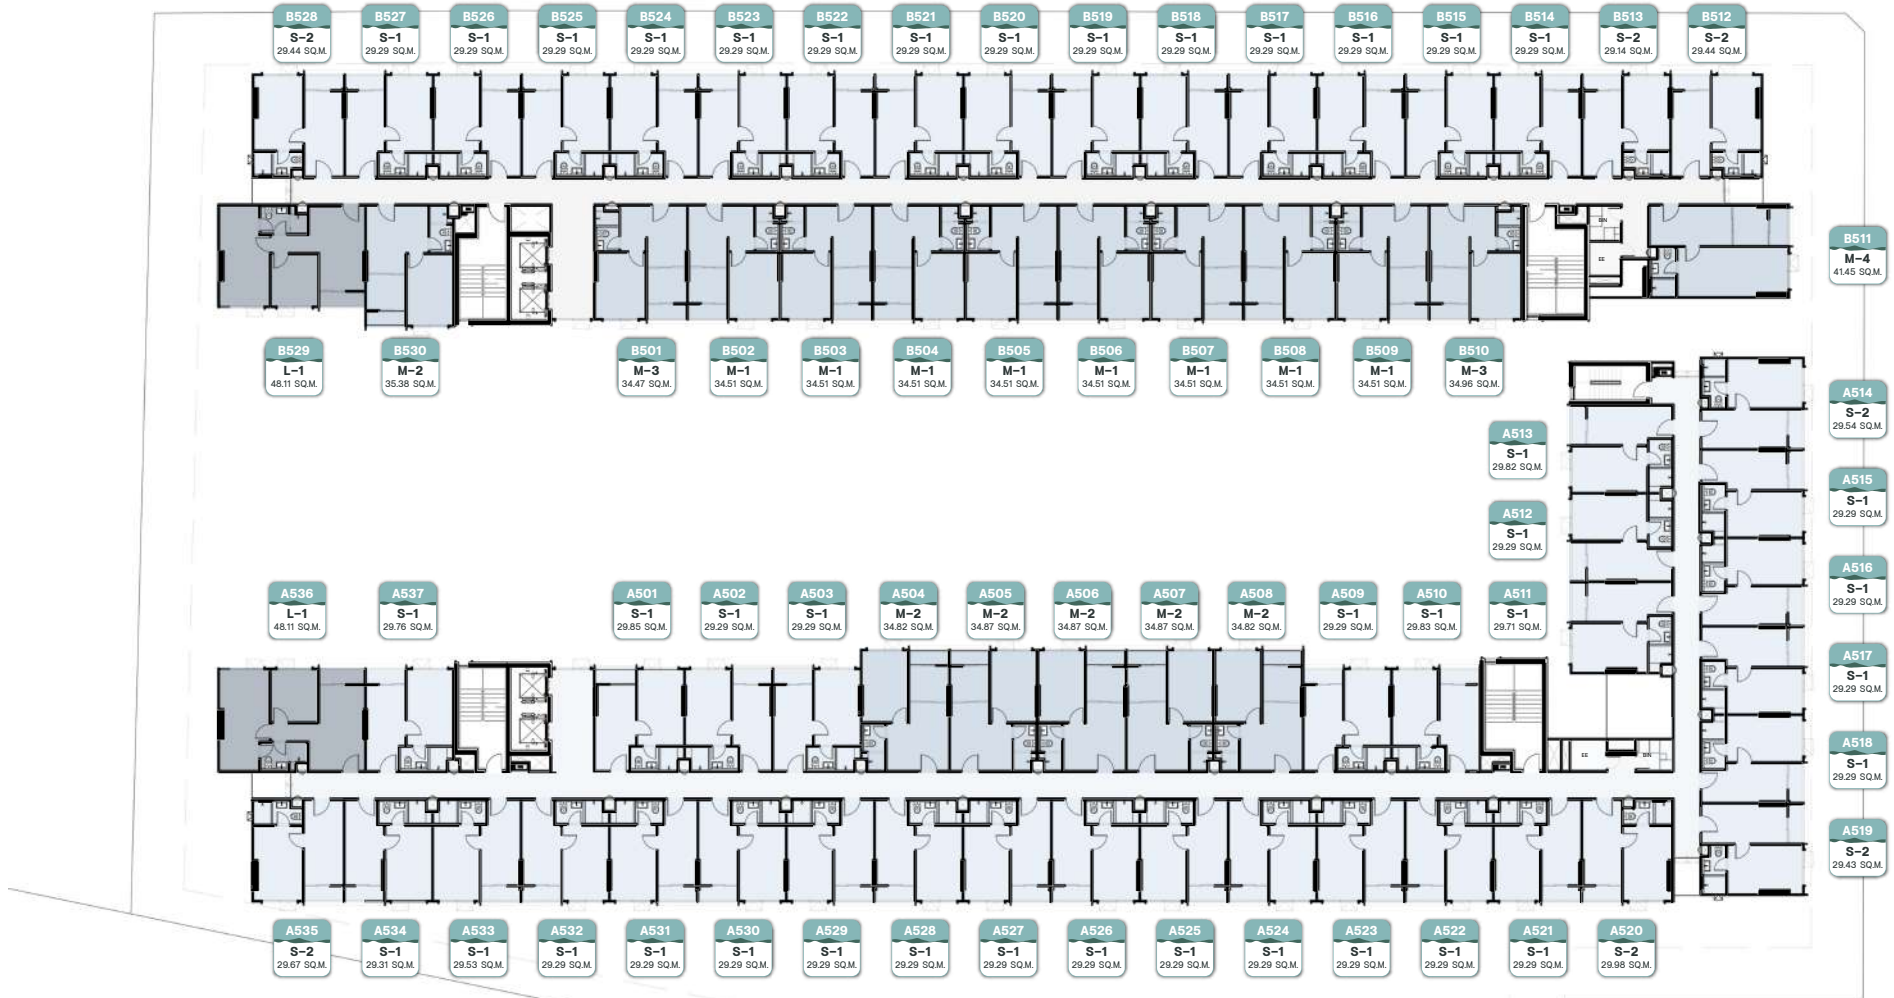 B528
S-2
29.44 SQ.M.
B527
S-1
29.29 SQ.M.
B526
S-1
29.29 SQ.M.
B525
S-1
29.29 SQ.M.
B524
S-1
29.29 SQ.M.
B523
S-1
29.29 SQ.M.
B522
S-1
29.29 SQ.M.
B521
S-1
29.29 SQ.M.
B520
S-1
29.29 SQ.M.
B519
S-1
29.29 SQ.M.
B518
S-1
29.29 SQ.M.
B517
S-1
29.29 SQ.M.
B516
S-1
29.29 SQ.M.
B515
S-1
29.29 SQ.M.
B514
S-1
29.29 SQ.M.
B513
S-2
29.14 SQ.M.
B512
S-2
29.44 SQ.M.
BIN
EE
B511
M-4
41.45 SQ.M.
B529
L-1
48.11 SQ.M.
B530
M-2
35.38 SQ.M.
B501
M-3
34.47 SQ.M.
B502
M-1
34.51 SQ.M.
B503
M-1
34.51 SQ.M.
B504
M-1
34.51 SQ.M.
B505
M-1
34.51 SQ.M.
B506
M-1
34.51 SQ.M.
B507
M-1
34.51 SQ.M.
B508
M-1
34.51 SQ.M.
B509
M-1
34.51 SQ.M.
B510
M-3
34.96 SQ.M.
A514
S-2
29.54 SQ.M.
A513
S-1
29.82 SQ.M.
A515
S-1
29.29 SQ.M.
A512
S-1
29.29 SQ.M.
A516
S-1
29.29 SQ.M.
A536
L-1
48.11 SQ.M.
A537
S-1
29.76 SQ.M.
A501
S-1
29.85 SQ.M.
A502
S-1
29.29 SQ.M.
A503
S-1
29.29 SQ.M.
A504
M-2
34.82 SQ.M.
A505
M-2
34.87 SQ.M.
A506
M-2
34.87 SQ.M.
A507
M-2
34.87 SQ.M.
A508
M-2
34.82 SQ.M.
A509
S-1
29.29 SQ.M.
A510
S-1
29.83 SQ.M.
A511
S-1
29.71 SQ.M.
A517
S-1
29.29 SQ.M.
A518
S-1
29.29 SQ.M.
EE
BIN
A519
S-2
29.43 SQ.M.
A535
S-2
29.67 SQ.M.
A534
S-1
29.31 SQ.M.
A533
S-1
29.53 SQ.M.
A532
S-1
29.29 SQ.M.
A531
S-1
29.29 SQ.M.
A530
S-1
29.29 SQ.M.
A529
S-1
29.29 SQ.M.
A528
S-1
29.29 SQ.M.
A527
S-1
29.29 SQ.M.
A526
S-1
29.29 SQ.M.
A525
S-1
29.29 SQ.M.
A524
S-1
29.29 SQ.M.
A523
S-1
29.29 SQ.M.
A522
S-1
29.29 SQ.M.
A521
S-1
29.29 SQ.M.
A520
S-2
29.98 SQ.M.